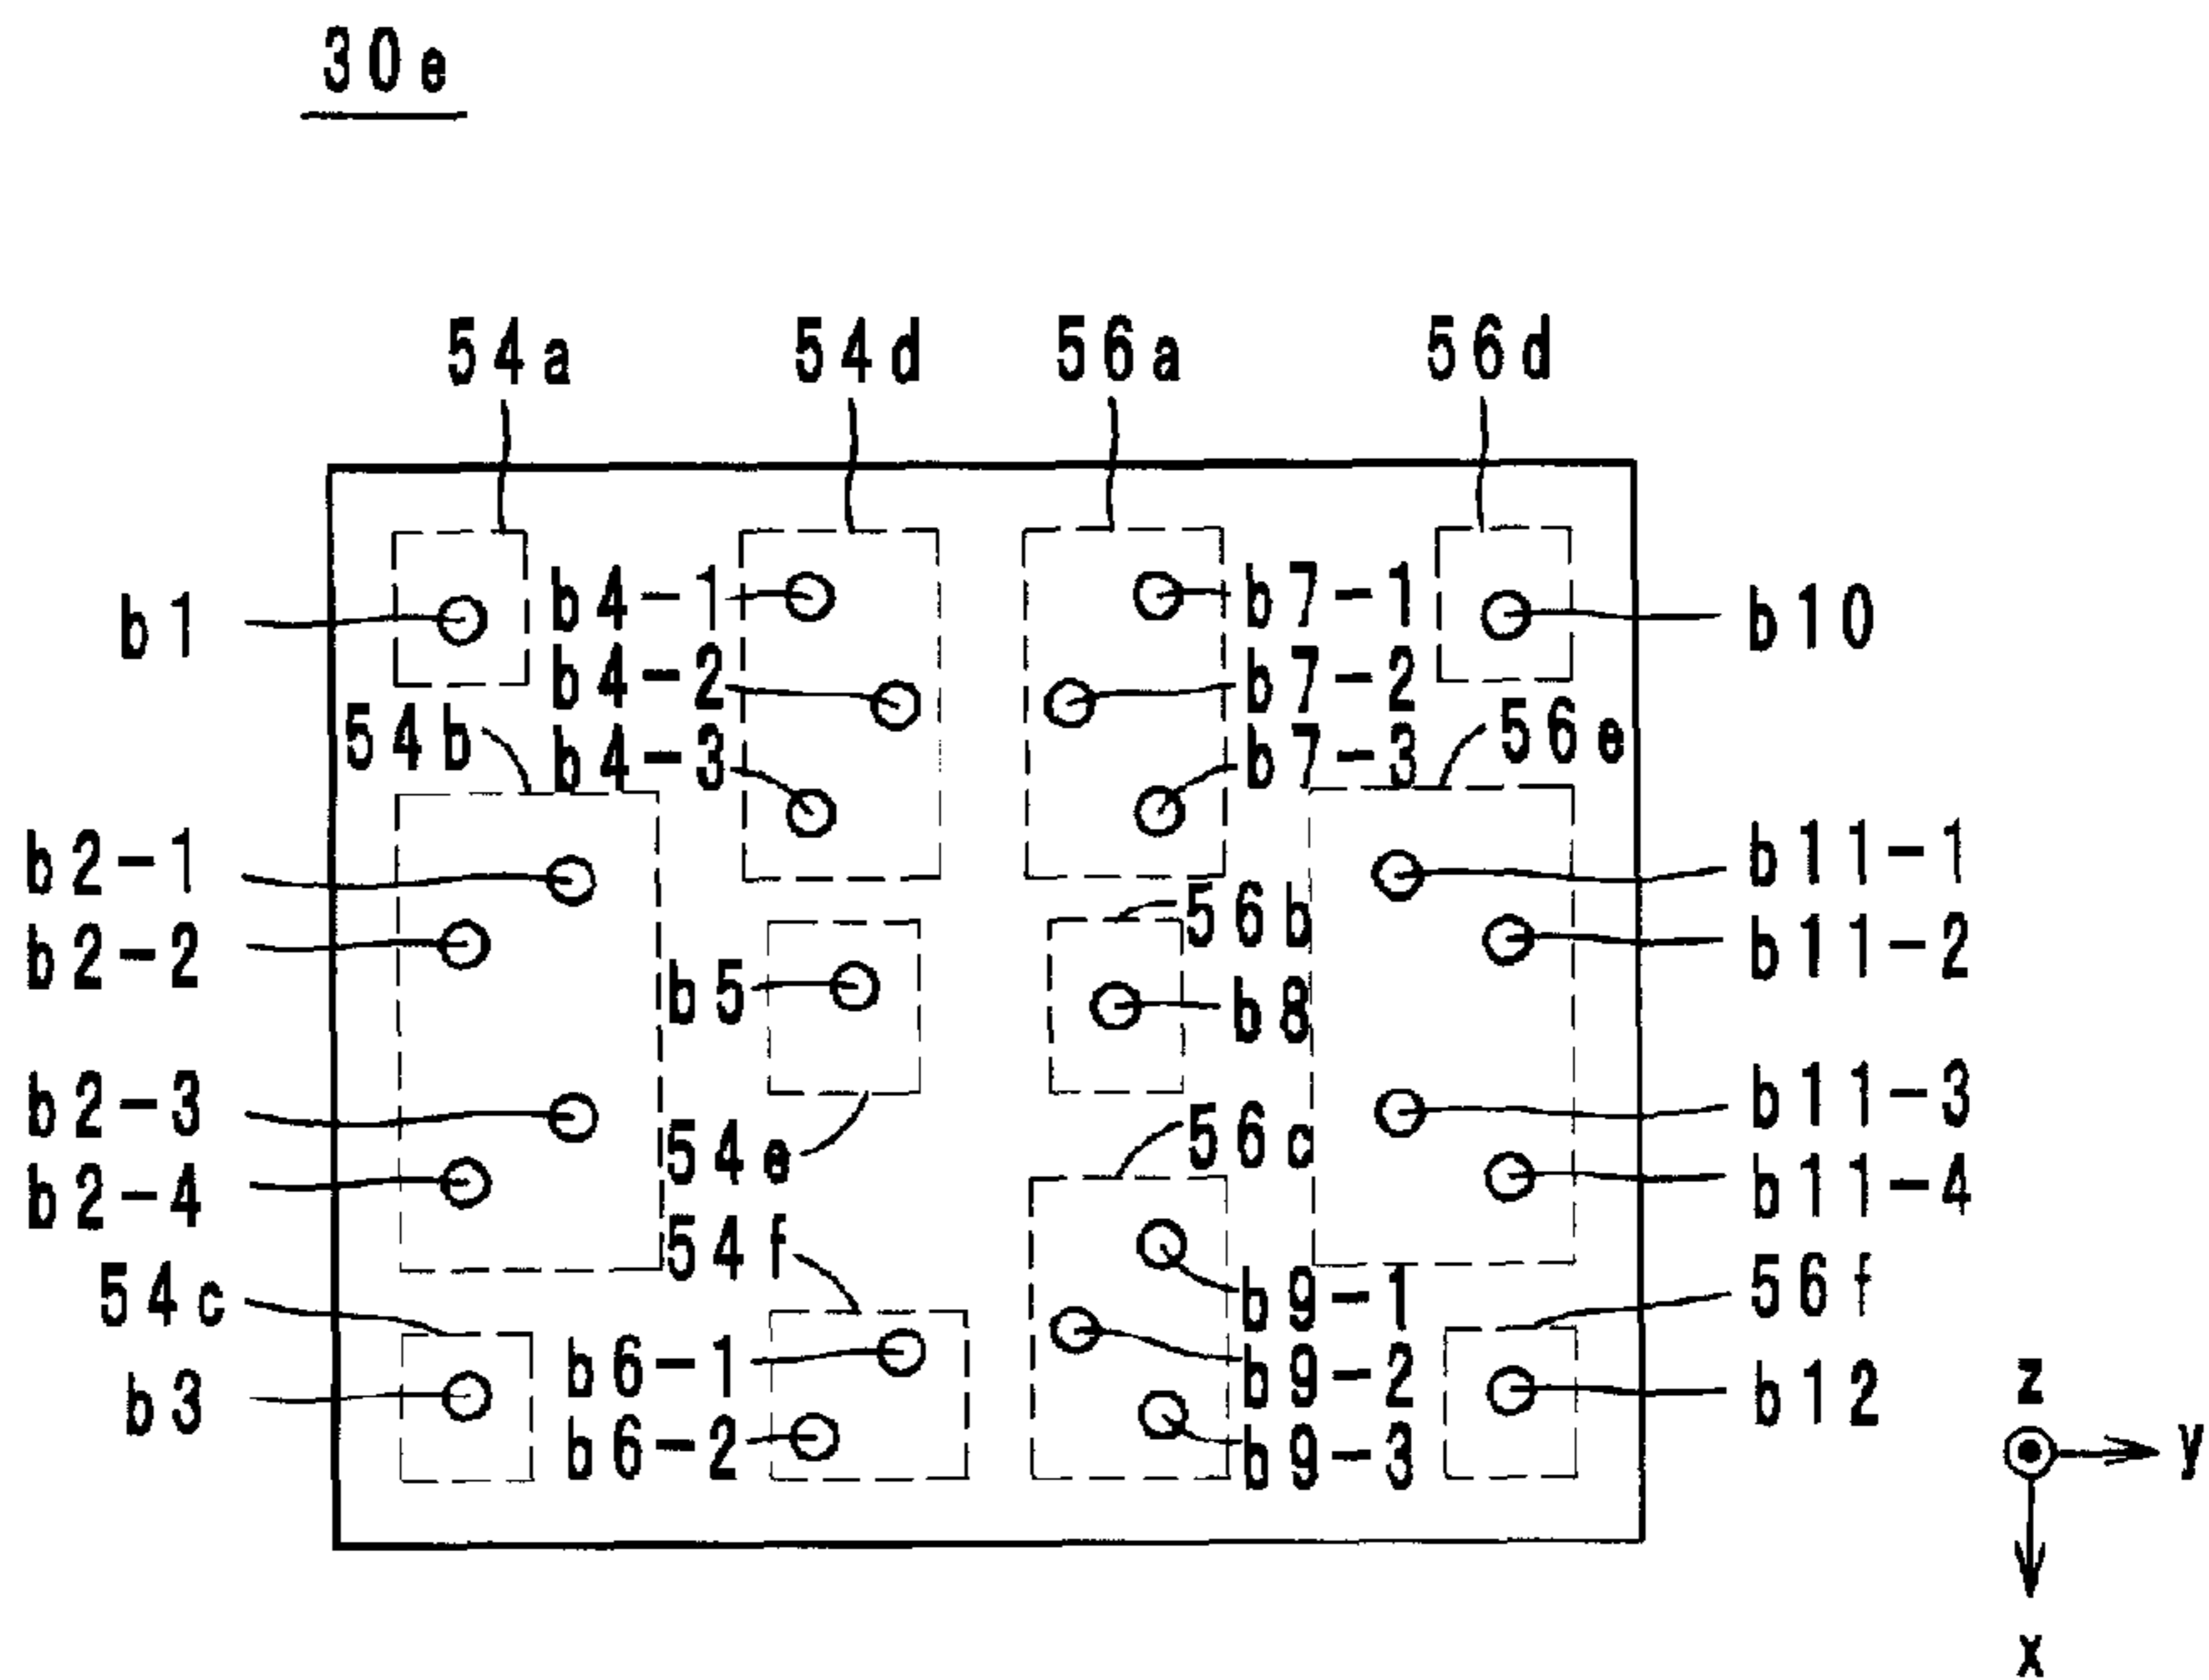 30e
54a 54d 56a 56d
b1 b4-1 b7-1 b10
b4-2 b7-2
54b b4-3 b7-3 56e
b2-1 b11-1
56b
b2-2 b11-2
b5 b8
b2-3 b11-3
54e 56c
b2-4 b11-4
54f
54c b9-1 56f
b6-1 b9-2
b3 b12 z
b6-2 b9-3 y
x